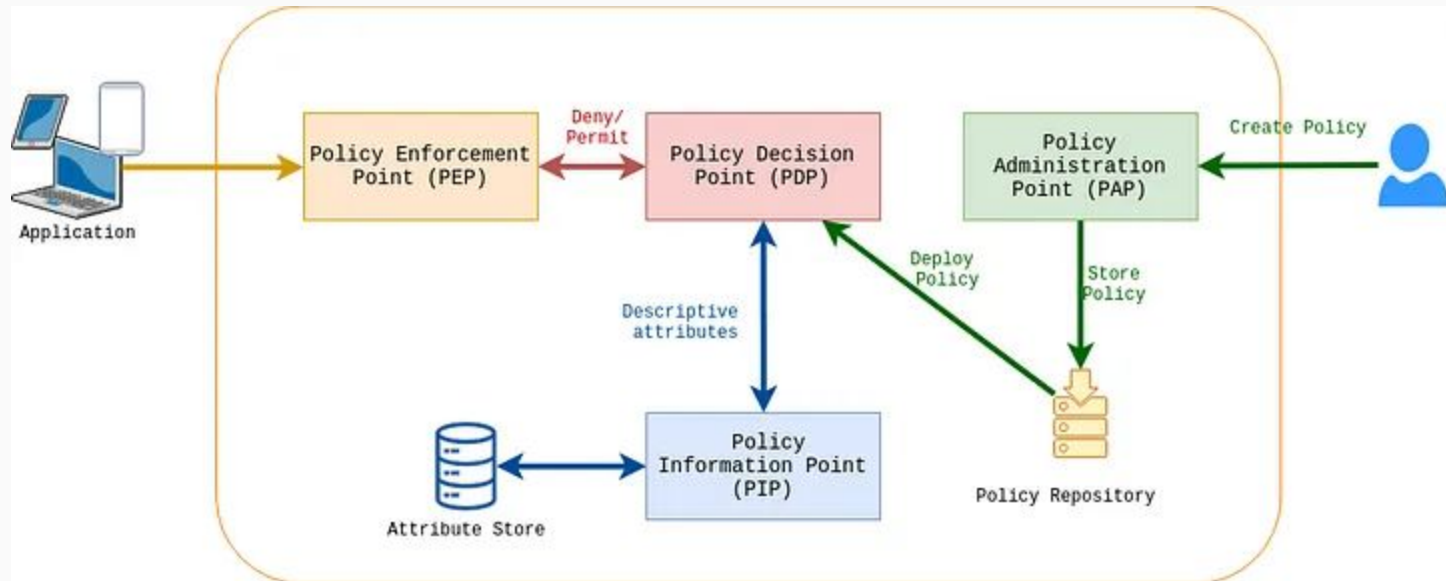 Application
Policy Enforcement
Point (PEP)
Deny/
Permit
Policy Decision
Point (PDP)
Policy
Administration
Point (PAP)
Create Policy
Deploy
Policy
Store
Policy
Descriptive
attributes
Policy
Information Point
(PIP)
Attribute Store
Policy Repository